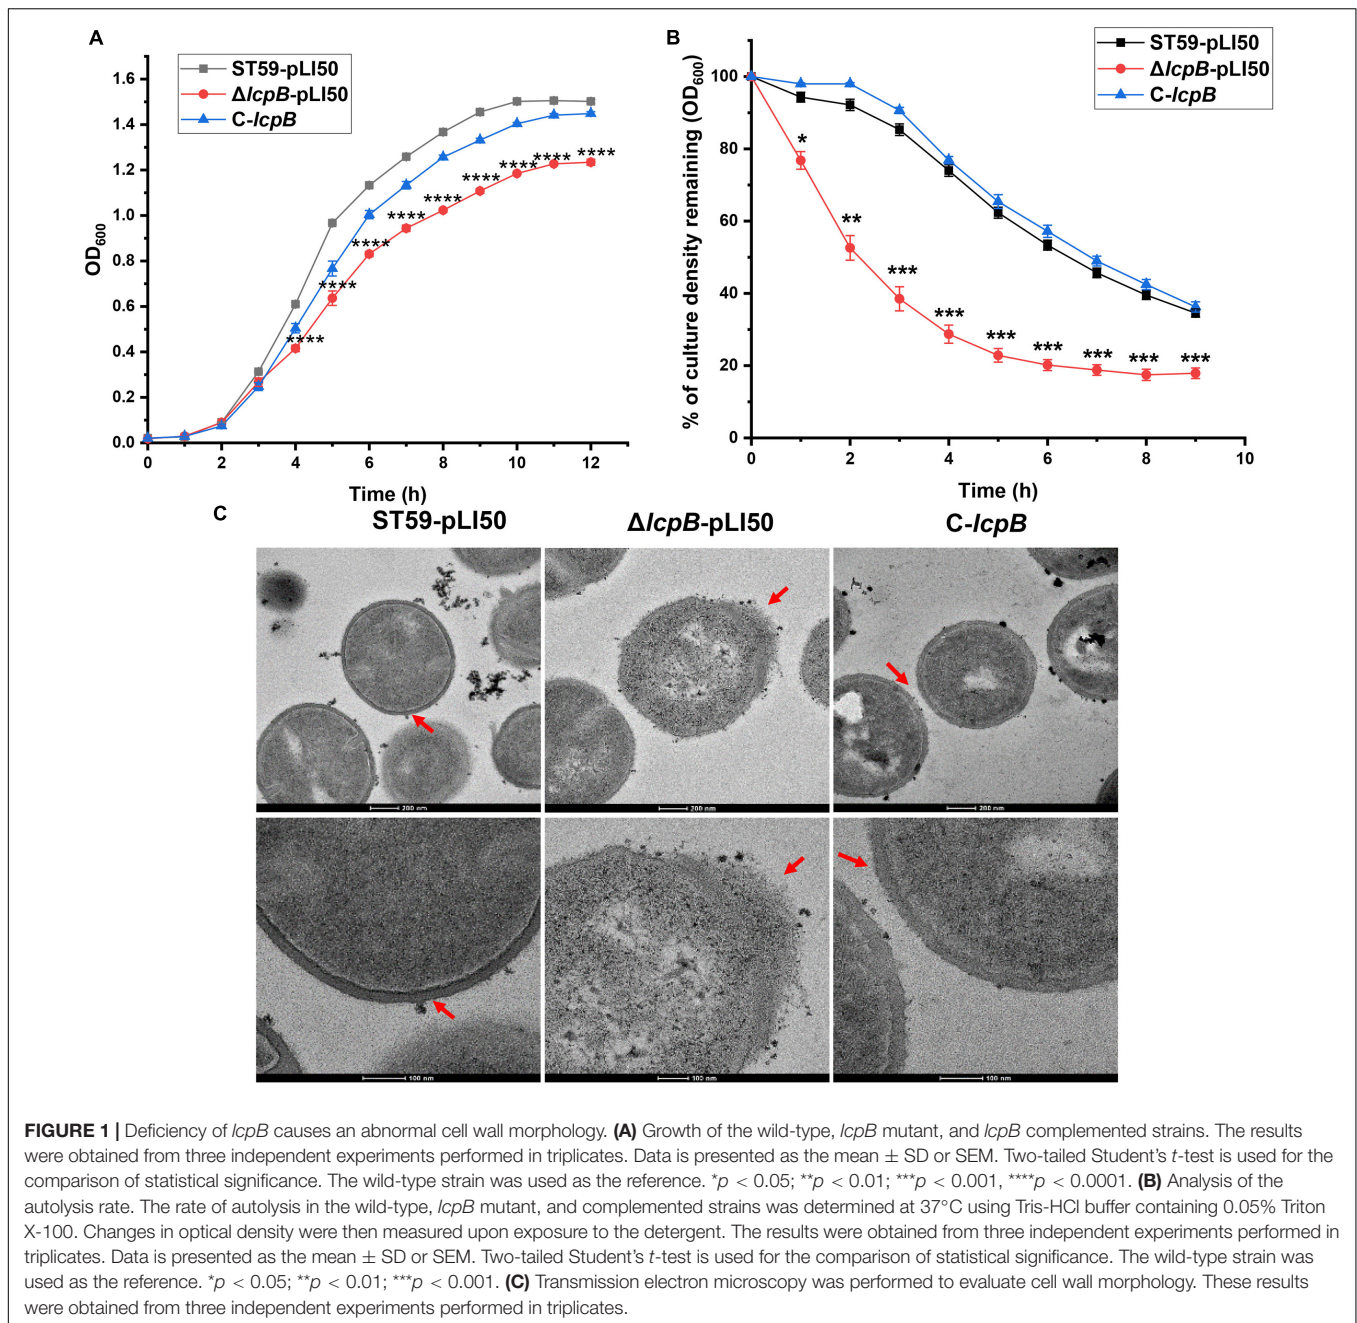 A
ST59-pLI50
ΔlcpB-pLI50
C-lcpB
OD600
1.6
1.4
1.2
1.0
0.8
0.6
0.4
0.2
0.0
**** **** **** **** **** **** **** **** ****
0 2 4 6 8 10 12
Time (h)
B
ST59-pLI50
ΔlcpB-pLI50
C-lcpB
% of culture density remaining (OD600)
100
80
60
40
20
0
* ** *** *** *** *** *** *** ***
0 2 4 6 8 10
Time (h)
C
ST59-pLI50 ΔlcpB-pLI50 C-lcpB
200 nm 200 nm 200 nm
100 nm 100 nm 100 nm
FIGURE 1 | Deficiency of lcpB causes an abnormal cell wall morphology. (A) Growth of the wild-type, lcpB mutant, and lcpB complemented strains. The results
were obtained from three independent experiments performed in triplicates. Data is presented as the mean ± SD or SEM. Two-tailed Student's t-test is used for the
comparison of statistical significance. The wild-type strain was used as the reference. *p < 0.05; **p < 0.01; ***p < 0.001, ****p < 0.0001. (B) Analysis of the
autolysis rate. The rate of autolysis in the wild-type, lcpB mutant, and complemented strains was determined at 37°C using Tris-HCl buffer containing 0.05% Triton
X-100. Changes in optical density were then measured upon exposure to the detergent. The results were obtained from three independent experiments performed in
triplicates. Data is presented as the mean ± SD or SEM. Two-tailed Student's t-test is used for the comparison of statistical significance. The wild-type strain was
used as the reference. *p < 0.05; **p < 0.01; ***p < 0.001. (C) Transmission electron microscopy was performed to evaluate cell wall morphology. These results
were obtained from three independent experiments performed in triplicates.